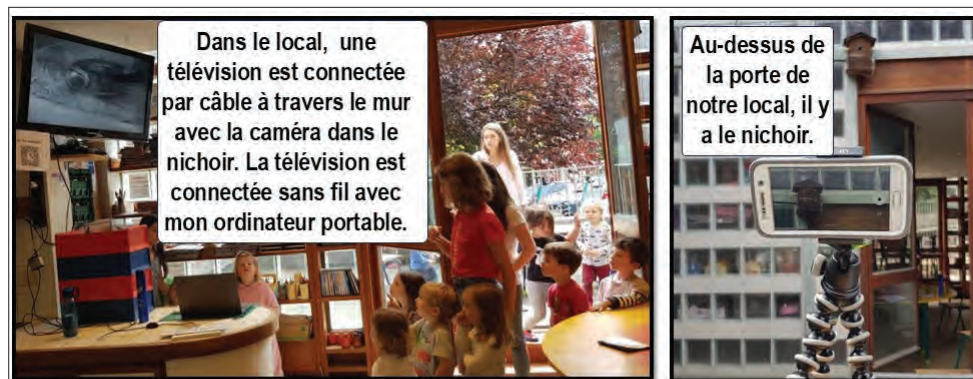 Dans le local, une
télévision est connectée
par câble à travers le mur
avec la caméra dans le
nichoir. La télévision est
connectée sans fil avec
mon ordinateur portable.
Au-dessus de
la porte de
notre local, il y
a le nichoir.